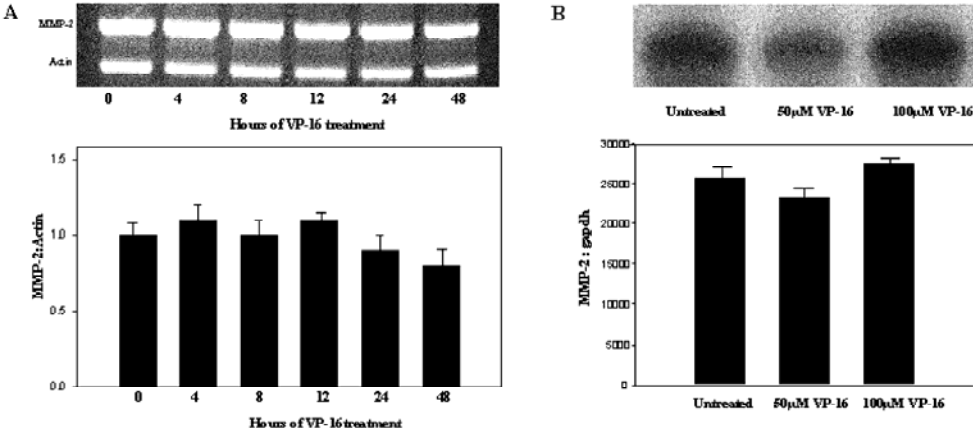 A
MMP-2
Actin
0 4 8 12 24 48
Hours of VP-16 treatment
1.5
1.0
0.5
0.0
MMP-2:Actin
0 4 8 12 24 48
Hours of VP-16 treatment
B
Untreated 50μM VP-16 100μM VP-16
30000
26000
20000
15000
10000
5000
0
MMP-2 : gapdh
Untreated 50μM VP-16 100μM VP-16